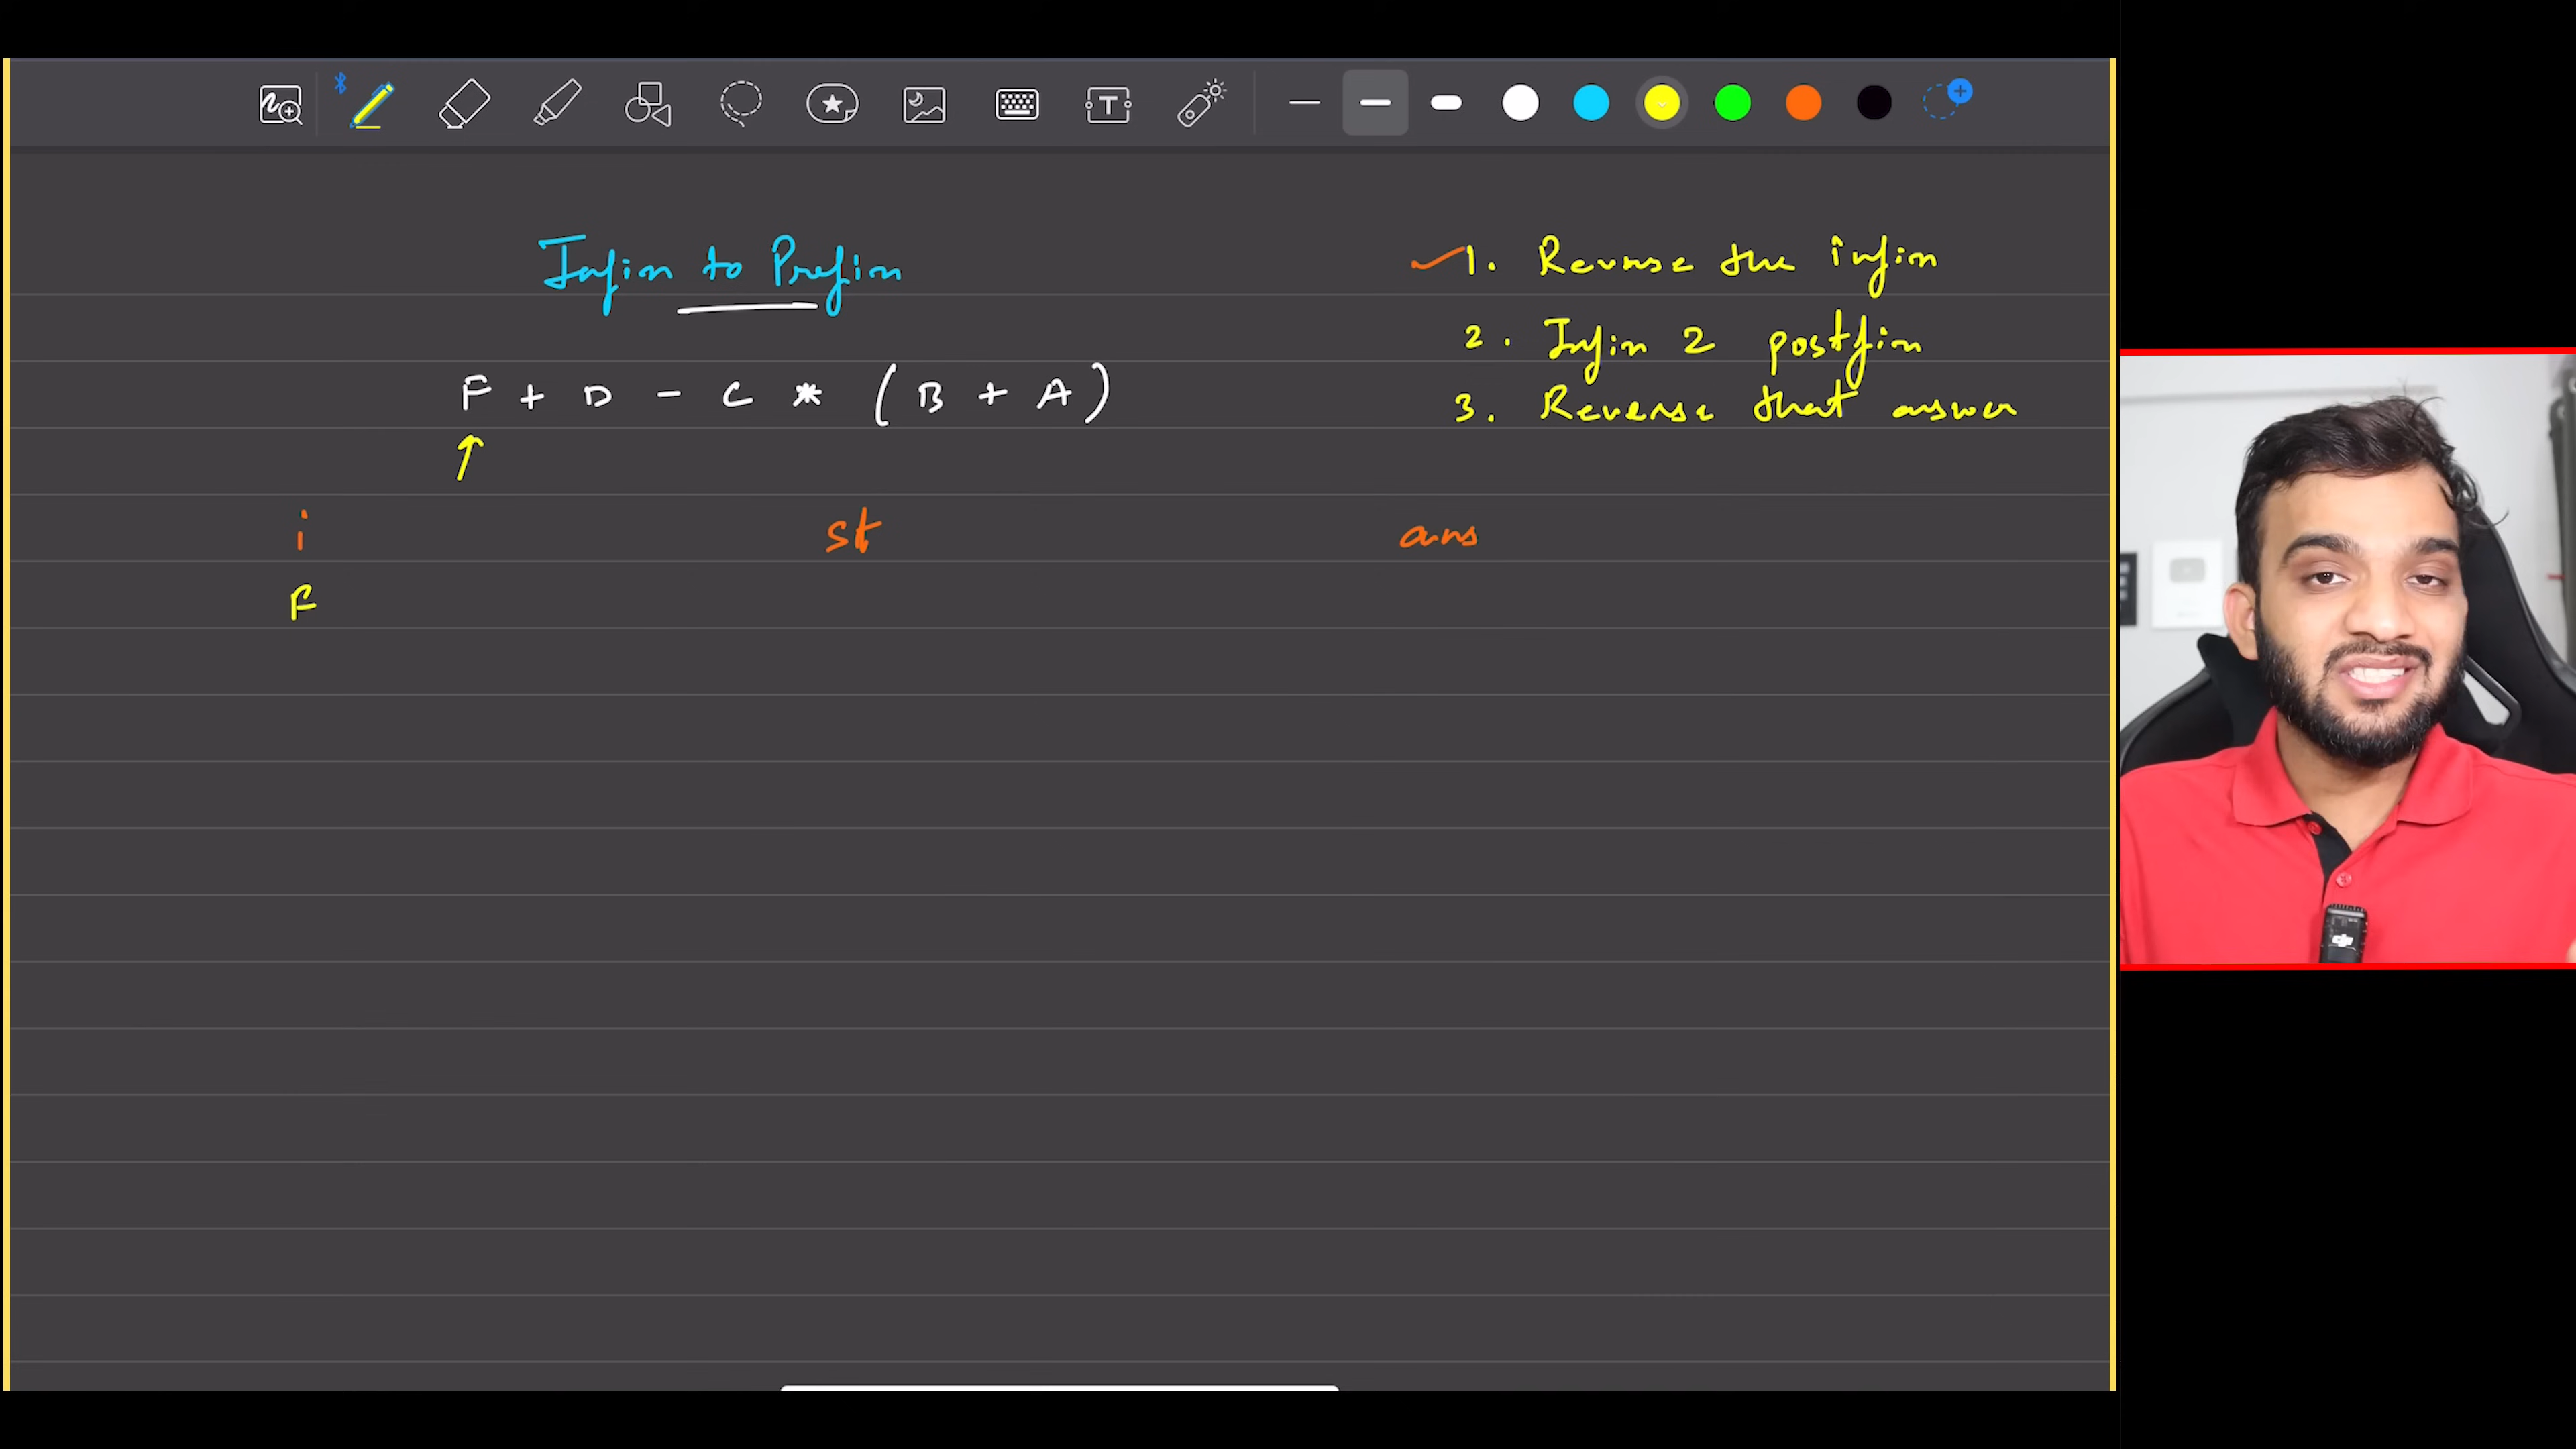 Infix to Prefix
1. Reverse the infix
2. Infix 2 postfix
3. Reverse that answer
F + D - C * (B + A)
↑
i st ans
F